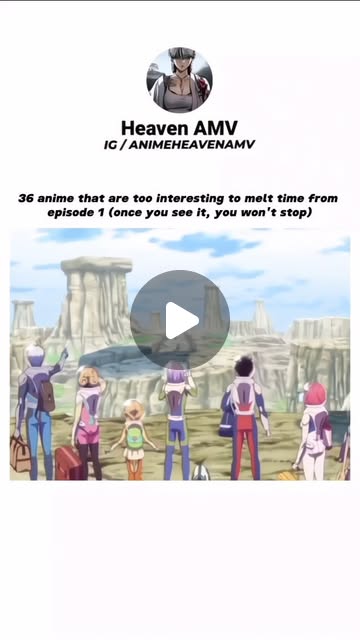 Heaven AMV
IG / ANIMEHEAVENAMV
36 anime that are too interesting to melt time from
episode 1 (once you see it, you won't stop)